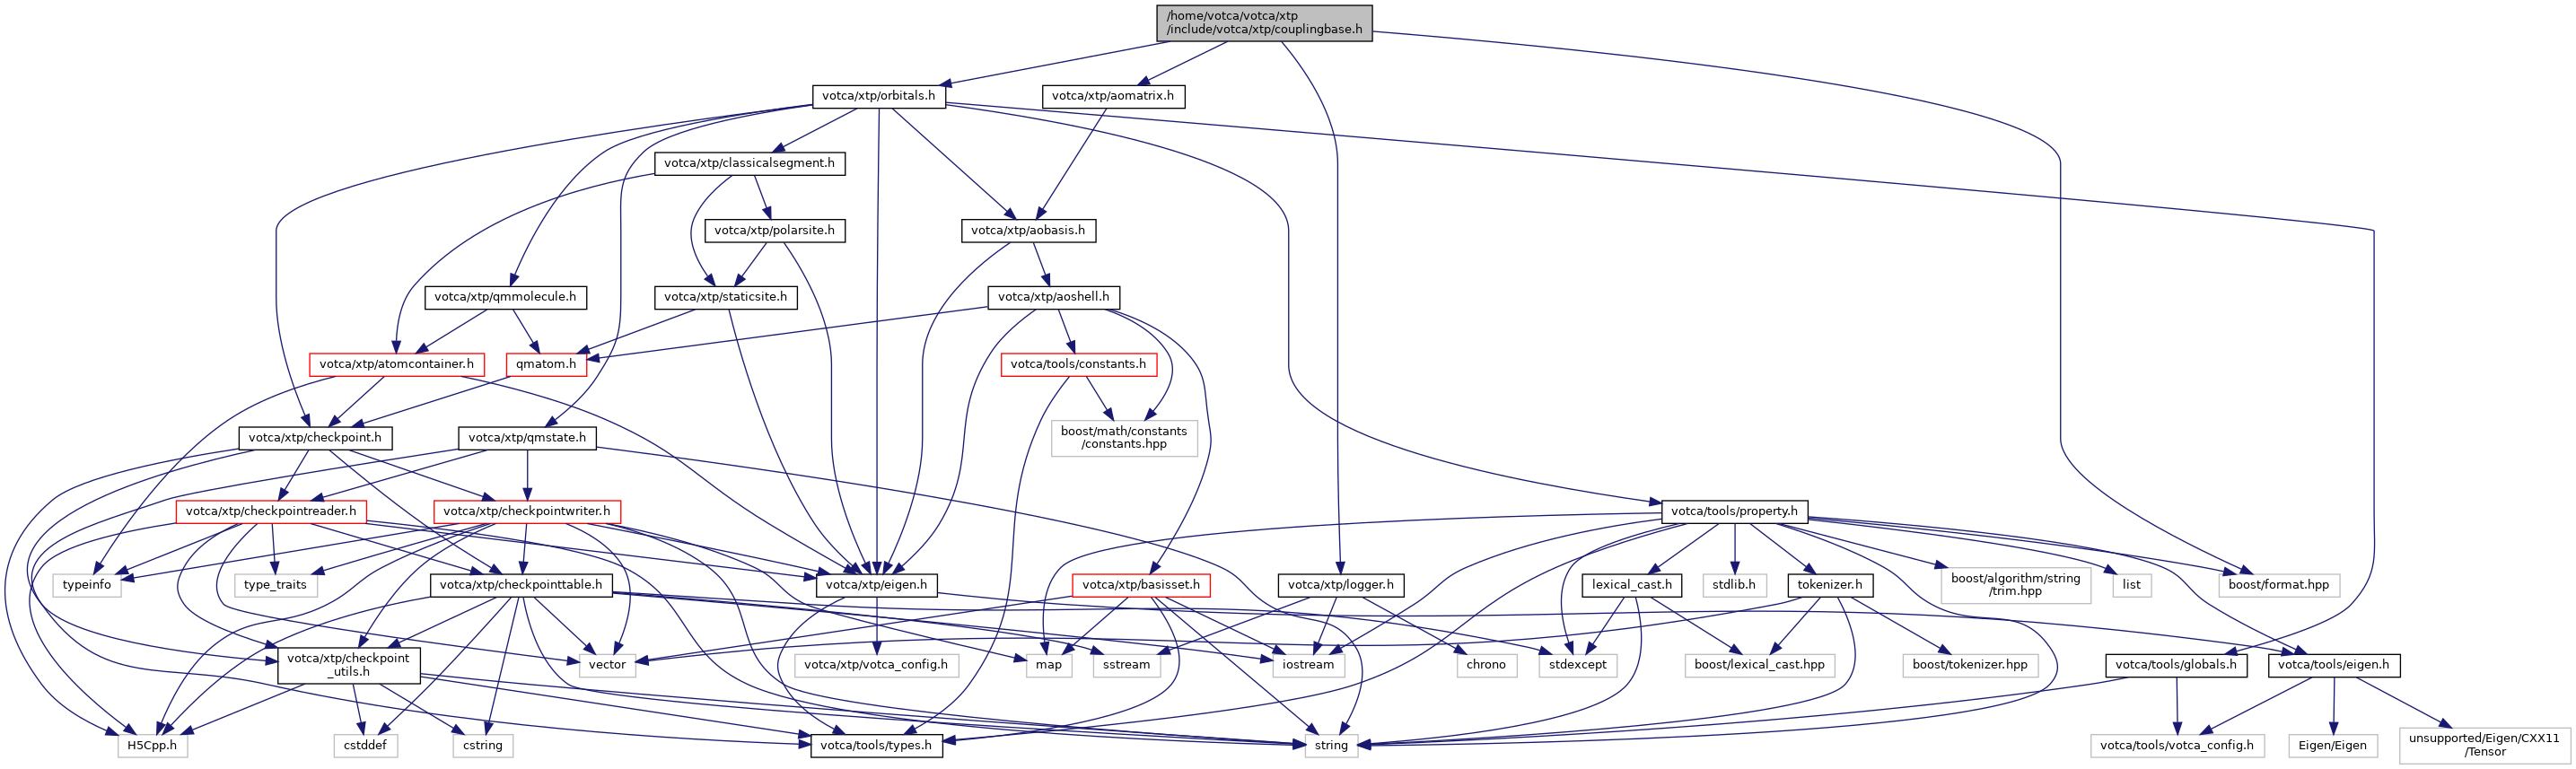 /home/votca/votca/xtp
/include/votca/xtp/couplingbase.h
votca/xtp/orbitals.h
votca/xtp/aomatrix.h
votca/xtp/classicalsegment.h
votca/xtp/polarsite.h
votca/xtp/aobasis.h
votca/xtp/qmmolecule.h
votca/xtp/staticsite.h
votca/xtp/aoshell.h
votca/xtp/atomcontainer.h
qmatom.h
votca/tools/constants.h
votca/xtp/checkpoint.h
votca/xtp/qmstate.h
boost/math/constants
/constants.hpp
votca/xtp/checkpointreader.h
votca/xtp/checkpointwriter.h
votca/tools/property.h
typeinfo
type_traits
votca/xtp/checkpointtable.h
votca/xtp/eigen.h
votca/xtp/basisset.h
votca/xtp/logger.h
lexical_cast.h
stdlib.h
tokenizer.h
boost/algorithm/string
/trim.hpp
list
boost/format.hpp
votca/xtp/checkpoint
_utils.h
vector
votca/xtp/votca_config.h
map
sstream
iostream
chrono
stdexcept
boost/lexical_cast.hpp
boost/tokenizer.hpp
votca/tools/globals.h
votca/tools/eigen.h
H5Cpp.h
cstddef
cstring
votca/tools/types.h
string
votca/tools/votca_config.h
Eigen/Eigen
unsupported/Eigen/CXX11
/Tensor